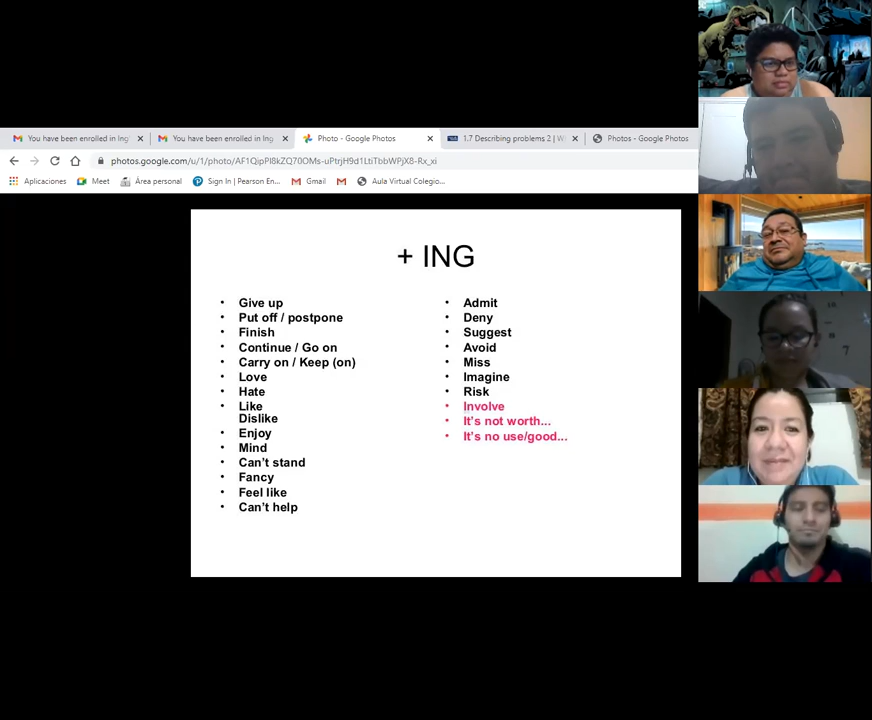 You have been enrolled in Ing
You have been enrolled in Ing
Photo - Google Photos
1.7 Describing problems 2 | W
Photos - Google Photos
photos.google.com/u/1/photo/AF1QipPI8kZQ70OMs-uPtrjH9d1LtiTbbWPjX8-Rx_xi
Aplicaciones
Meet
Área personal
Sign In | Pearson En...
Gmail
Aula Virtual Colegio...
+ ING
Give up
Put off / postpone
Finish
Continue / Go on
Carry on / Keep (on)
Love
Hate
Like
Dislike
Enjoy
Mind
Can't stand
Fancy
Feel like
Can't help
Admit
Deny
Suggest
Avoid
Miss
Imagine
Risk
Involve
It's not worth...
It's no use/good...